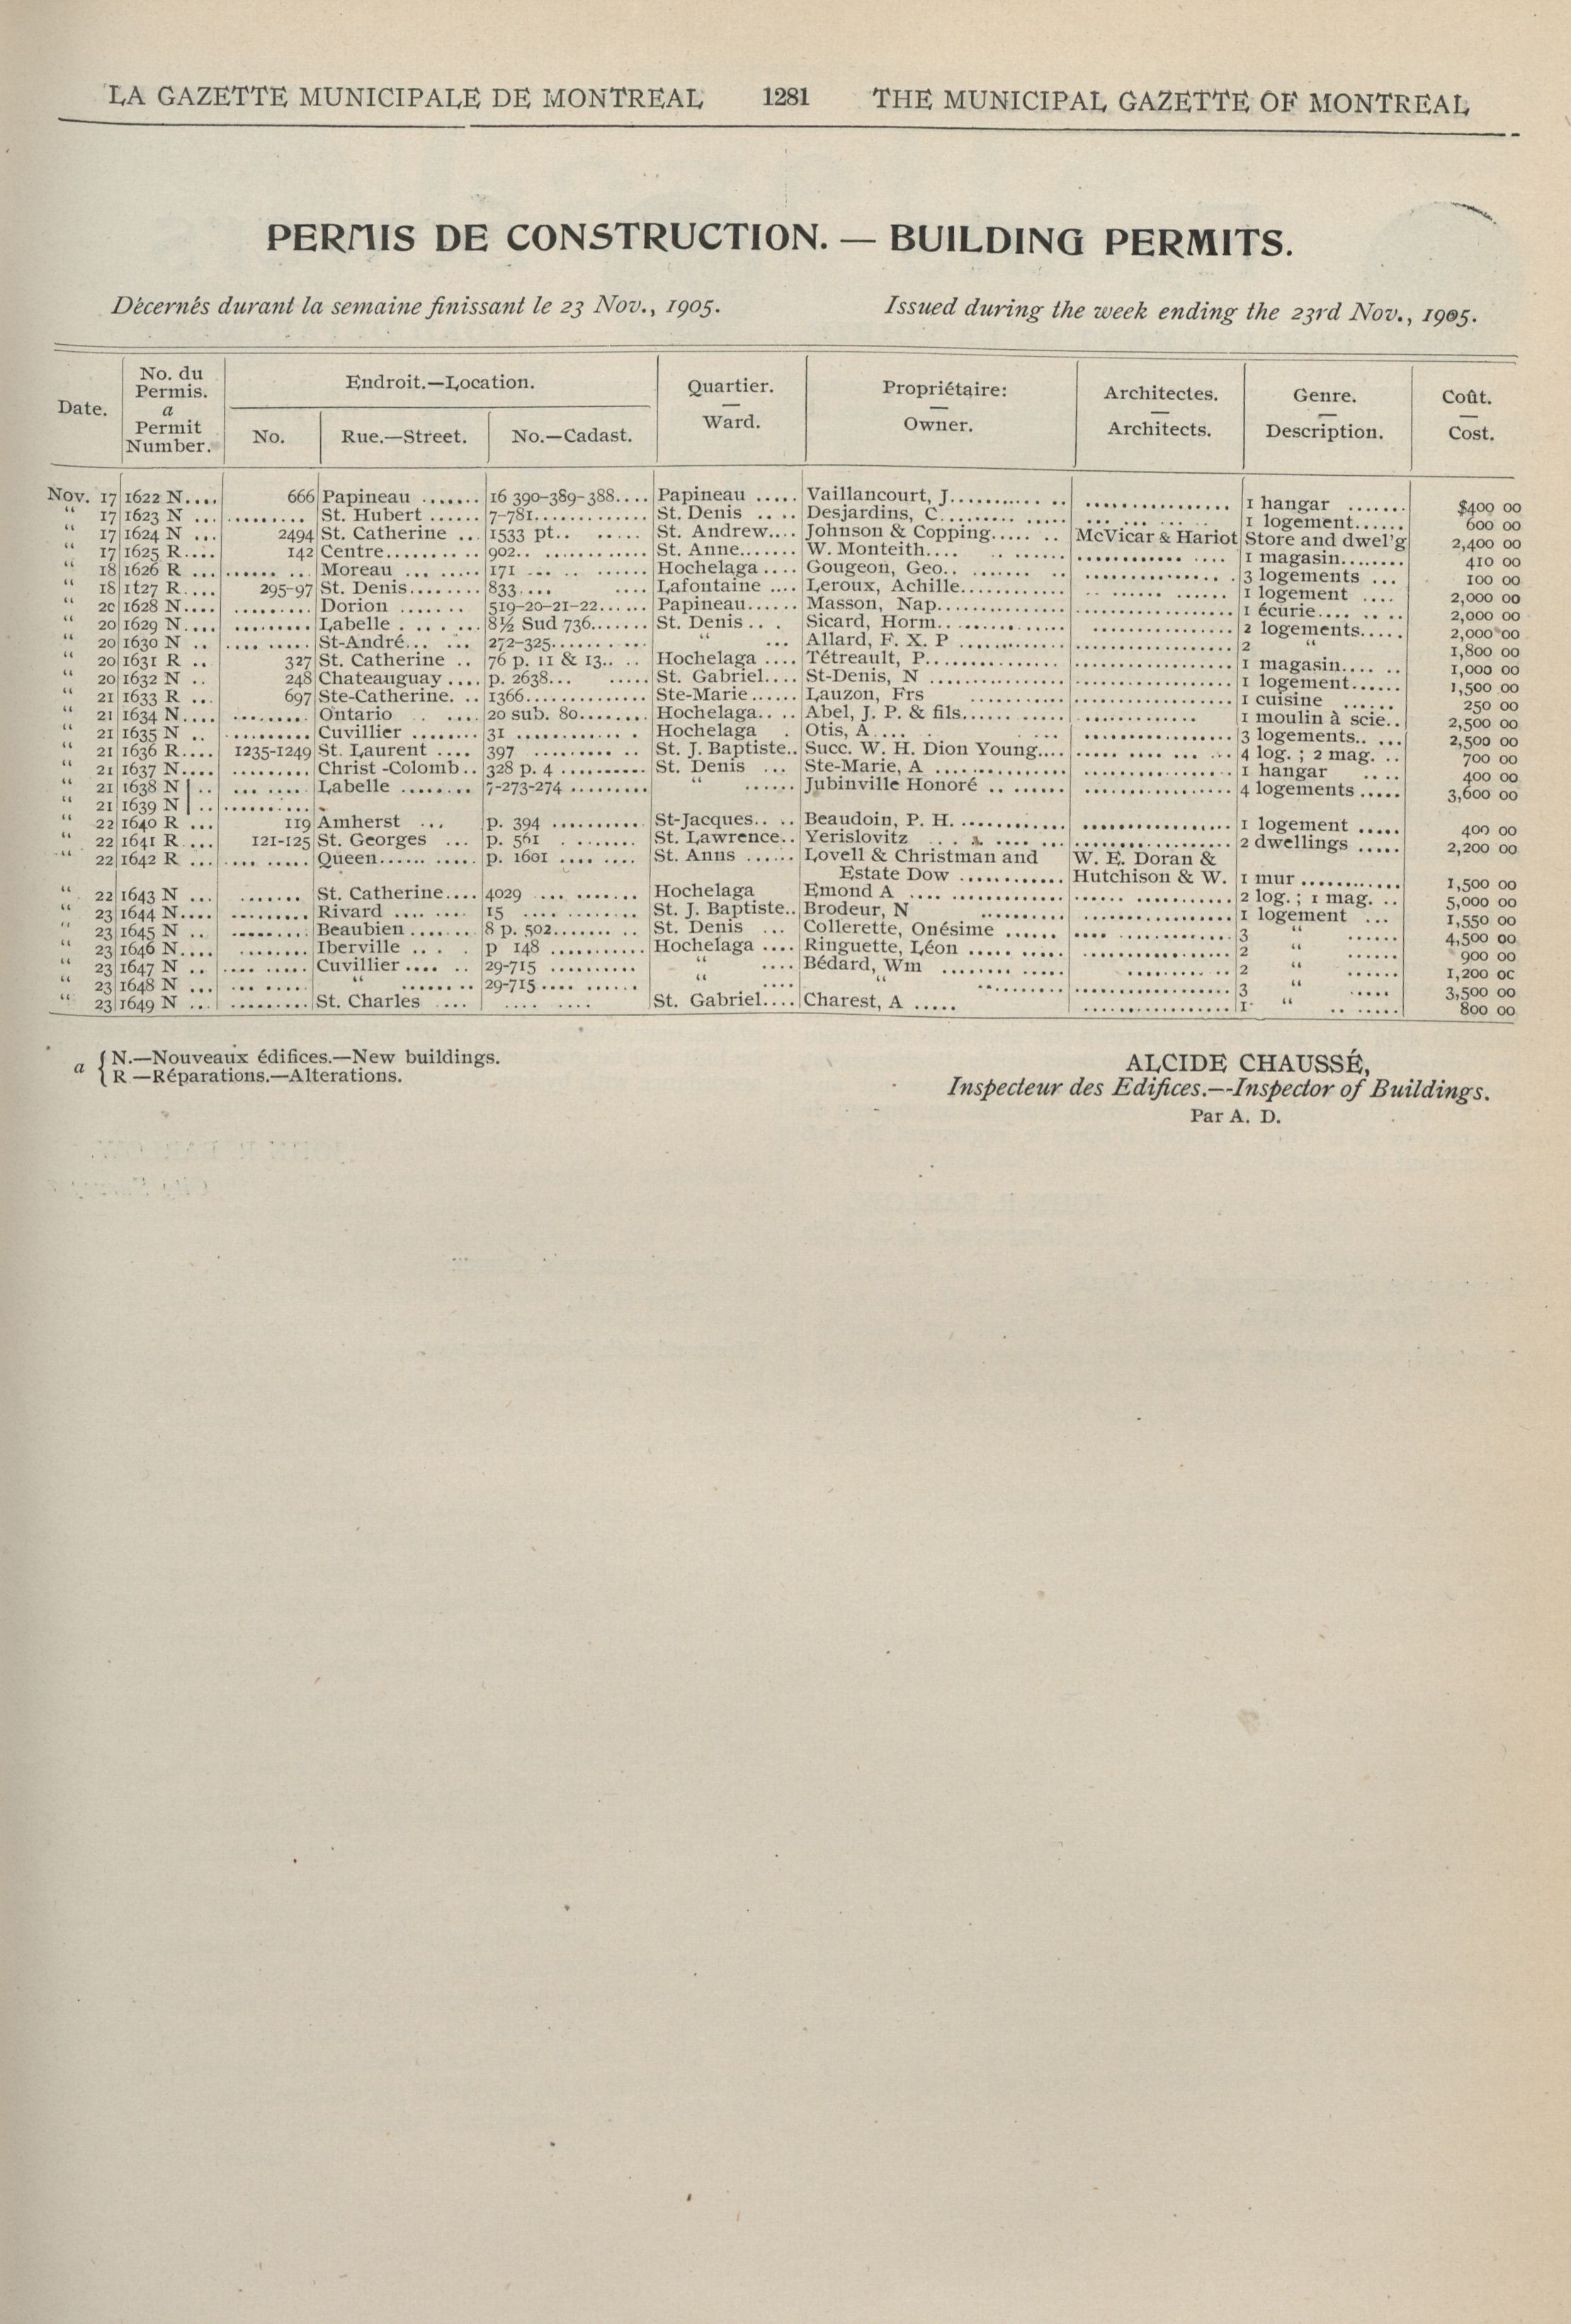 LA GAZETTE MUNICIPALE DE MONTREAL 1281 THE MUNICIPAL GAZETTE OF MONTREAL
PERMIS DE CONSTRUCTION. — BUILDING PERMITS.
Décernés durant la semaine finissant le 23 Nov., 1905. Issued during the week ending the 23rd Nov., 1905.
Date. No. du Permis. a Permit Number. Endroit.—Location. No. Rue.—Street. No.—Cadast. Quartier. — Ward. Propriétaire: — Owner. Architectes. — Architects. Genre. — Description. Coût. — Cost.
Nov. 17 1622 N.... 666 Papineau ....... 16 390-389-388.... Papineau ..... Vaillancourt, J........... .. ................ 1 hangar ....... $400 00
" 17 1623 N ... ......... St. Hubert ...... 7-781............. St. Denis .. .. Desjardins, C......... ..... ... ... ... . 1 logement...... 600 00
" 17 1624 N ... 2494 St. Catherine .. 1533 pt.. ..... St. Andrew.... Johnson & Copping..... .. McVicar & Hariot Store and dwel'g 2,400 00
" 17 1625 R.... 142 Centre.......... 902.. ............ St. Anne....... W. Monteith.... .. ....... ........... .... 1 magasin........ 410 00
" 18 1626 R ... ...... ... Moreau ... ..... 171 ... .. ...... Hochelaga .... Gougeon, Geo.. ....... .. .............. . 3 logements ... 100 00
" 18 1t27 R.... 295-97 St. Denis........ 833.... .... Lafontaine .... Leroux, Achille............ .. ...... ...... 1 logement .... 2,000 00
" 2c 1628 N.... ......... Dorion ....... 519-20-21-22...... Papineau...... Masson, Nap.............. ................. 1 écurie.... .. .. 2,000 00
" 20 1629 N.... ......... Labelle . ... ... 8½ Sud 736....... St. Denis .. . Sicard, Horm.. ............ ............... 2 logements..... 2,000 00
" 20 1630 N .. .... ..... St-André... ... 272-325...... . ... " ... Allard, F. X. P ............ ................ 2 " 1,800 00
" 20 1631 R .. 327 St. Catherine .. 76 p. 11 & 13.. .. Hochelaga .... Tétreault, P............... ................ 1 magasin.... .. 1,000 00
" 20 1632 N .. 248 Chateauguay .... p. 2638... ..... St. Gabriel.... St-Denis, N ............... ................ 1 logement...... 1,500 00
" 21 1633 R ... 697 Ste-Catherine. .. 1366............. Ste-Marie...... Lauzon, Frs .......... ................ 1 cuisine ...... 250 00
" 21 1634 N.... ......... Ontario .. .... 20 sub. 80........ Hochelaga.. .. Abel, J. P. & fils...... ..... ............ 1 moulin à scie.. 2,500 00
" 21 1635 N .. .......... Cuvillier ........ 31 ............ . Hochelaga . Otis, A.... . ... ............... 3 logements.. ... 2,500 00
" 21 1636 R.... 1235-1249 St. Laurent .... 397 ......... .. St. J. Baptiste.. Succ. W. H. Dion Young.... ..... .... ... .. 4 log. ; 2 mag. .. 700 00
" 21 1637 N.... ......... Christ -Colomb.. 328 p. 4 .......... St. Denis ... Ste-Marie, A .... .......... ................ 1 hangar .... 400 00
" 21 1638 N .. ... ..... Labelle ........ 7-273-274 ......... " ...... Jubinville Honoré .. ...... ................ 4 logements ..... 3,600 00
" 21 1639 N .. .............
" 22 1640 R ... 119 Amherst ... p. 394 .......... St-Jacques.. .. Beaudoin, P. H. ............ ................ 1 logement ..... 400 00
" 22 1641 R.... 121-125 St. Georges ... p. 561 . ....... St. Lawrence.. Yerislovitz ... . .... ... ................ 2 dwellings ..... 2,200 00
" 22 1642 R ... ... ..... Queen...... ..... p. 1601 .... .... St. Anns ...... Lovell & Christman and W. E. Doran &
Estate Dow ............ Hutchison & W. 1 mur ............ 1,500 00
" 22 1643 N ... ....... St. Catherine.... 4029 ... ....... Hochelaga Emond A .... ............ ...... ........... 2 log. ; 1 mag. .. 5,000 00
" 23 1644 N.... ......... Rivard .... .... 15 .... ........ St. J. Baptiste.. Brodeur, N ......... ................ 1 logement ... 1,550 00
" 23 1645 N .. ......... Beaubien ....... 8 p. 502....... .. St. Denis ... Collerette, Onésime ...... .... ............ 3 " ...... 4,500 00
" 23 1646 N.... ........ Iberville .. . . p 148 ........... Hochelaga .... Ringuette, Léon ..... ..... ................ 2 " ...... 900 00
" 23 1647 N .. .... ..... Cuvillier .... .. 29-715 .......... " .... Bédard, Wm ........ ..... ......... .. 2 " ...... 1,200 0c
" 23 1648 N ... ... ..... " ....... .. 29-715 .... ...... " .... " ......... ................ 3 " ..... 3,500 00
" 23 1649 N ... ......... St. Charles .... .... .... St. Gabriel.... Charest, A ..... ................ 1 " .. ..... 800 00
a { N.—Nouveaux édifices.—New buildings.
R —Réparations.—Alterations.
ALCIDE CHAUSSÉ,
Inspecteur des Edifices.—Inspector of Buildings.
Par A. D.